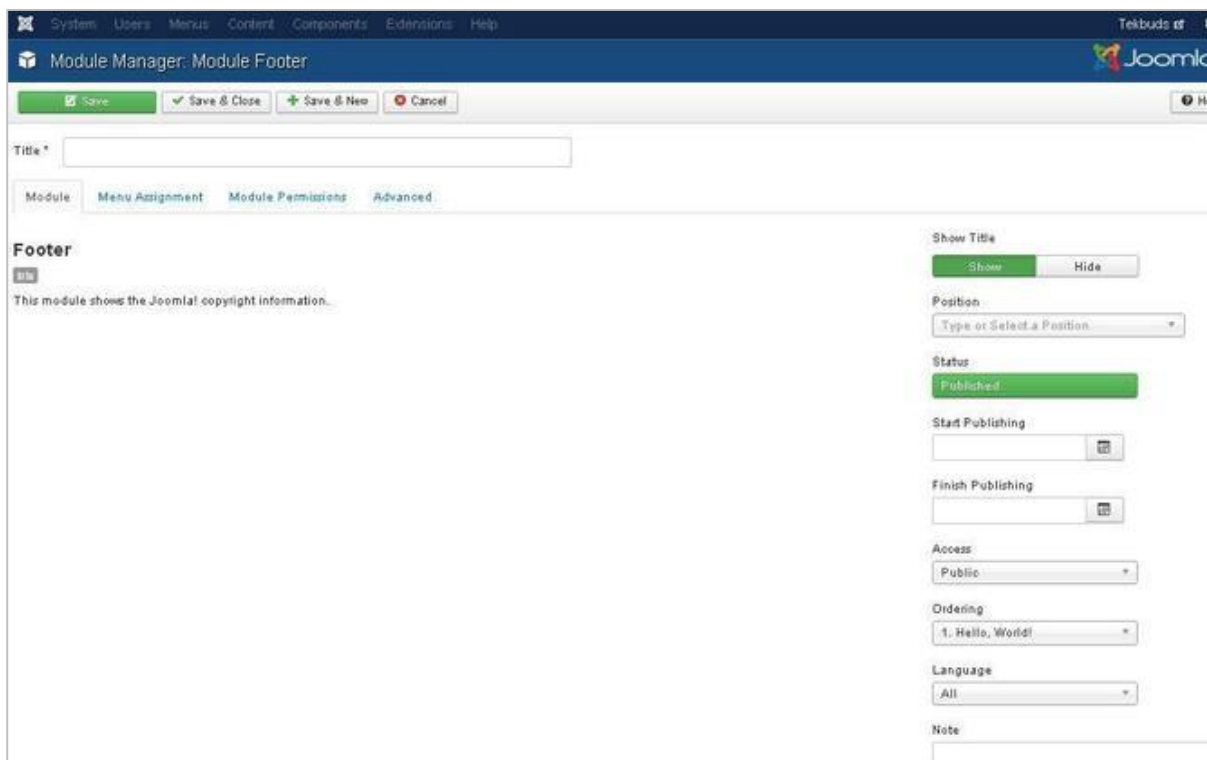 System Users Menus Content Components Extensions Help Tekbuds
Module Manager: Module Footer
Save Save & Close Save & New Cancel
Title *
Module Menu Assignment Module Permissions Advanced
Footer
Site
This module shows the Joomla! copyright information.
Show Title
Show Hide
Position
Type or Select a Position
Status
Published
Start Publishing
Finish Publishing
Access
Public
Ordering
1. Hello, World!
Language
All
Note